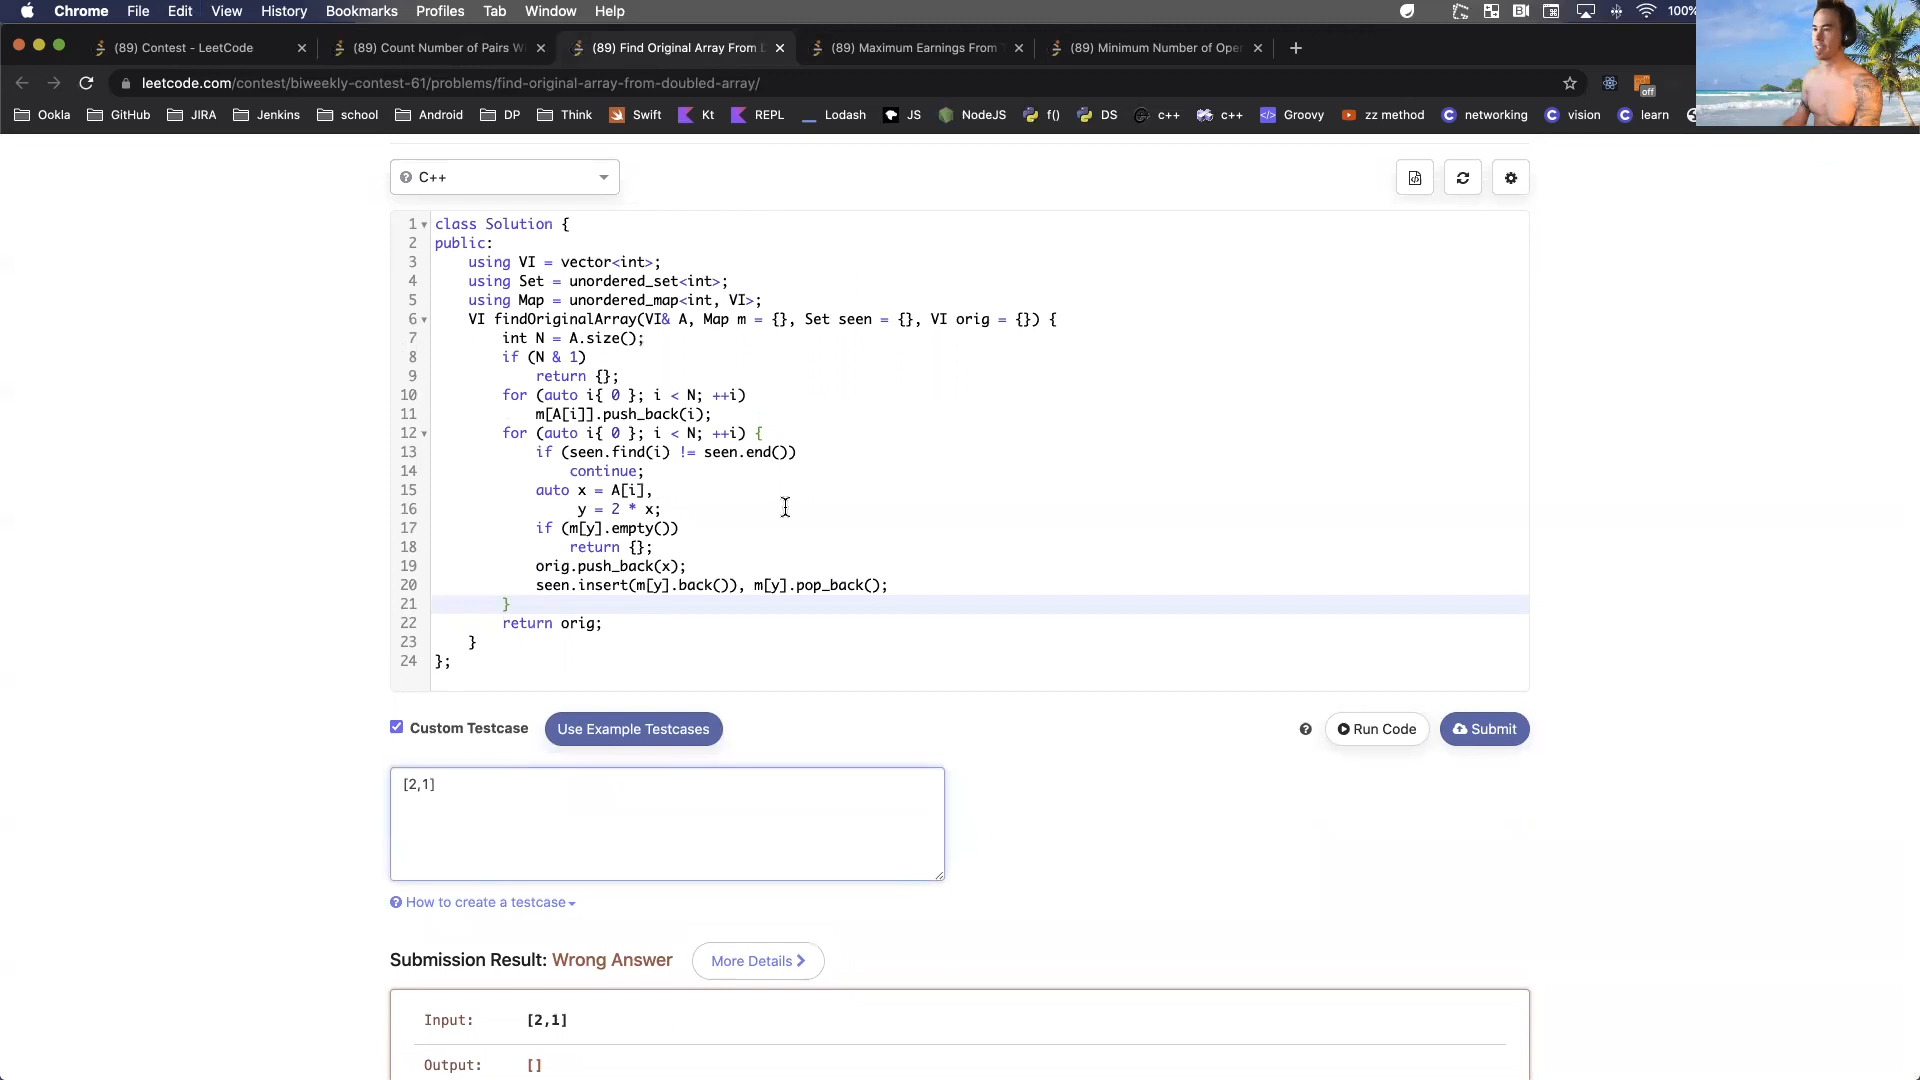 Chrome File Edit View History Bookmarks Profiles Tab Window Help 100%
(89) Contest - LeetCode (89) Count Number of Pairs W (89) Find Original Array From D (89) Maximum Earnings From T (89) Minimum Number of Oper
leetcode.com/contest/biweekly-contest-61/problems/find-original-array-from-doubled-array/ off
Ookla GitHub JIRA Jenkins school Android DP Think Swift Kt REPL Lodash JS NodeJS f() DS c++ c++ Groovy zz method networking vision learn
C++
1 class Solution {
2 public:
3 using VI = vector<int>;
4 using Set = unordered_set<int>;
5 using Map = unordered_map<int, VI>;
6 VI findOriginalArray(VI& A, Map m = {}, Set seen = {}, VI orig = {}) {
7 int N = A.size();
8 if (N & 1)
9 return {};
10 for (auto i{ 0 }; i < N; ++i)
11 m[A[i]].push_back(i);
12 for (auto i{ 0 }; i < N; ++i) {
13 if (seen.find(i) != seen.end())
14 continue;
15 auto x = A[i],
16 y = 2 * x;
17 if (m[y].empty())
18 return {};
19 orig.push_back(x);
20 seen.insert(m[y].back()), m[y].pop_back();
21 }
22 return orig;
23 }
24 };
Custom Testcase Use Example Testcases Run Code Submit
[2,1]
How to create a testcase
Submission Result: Wrong Answer More Details
Input: [2,1]
Output: []